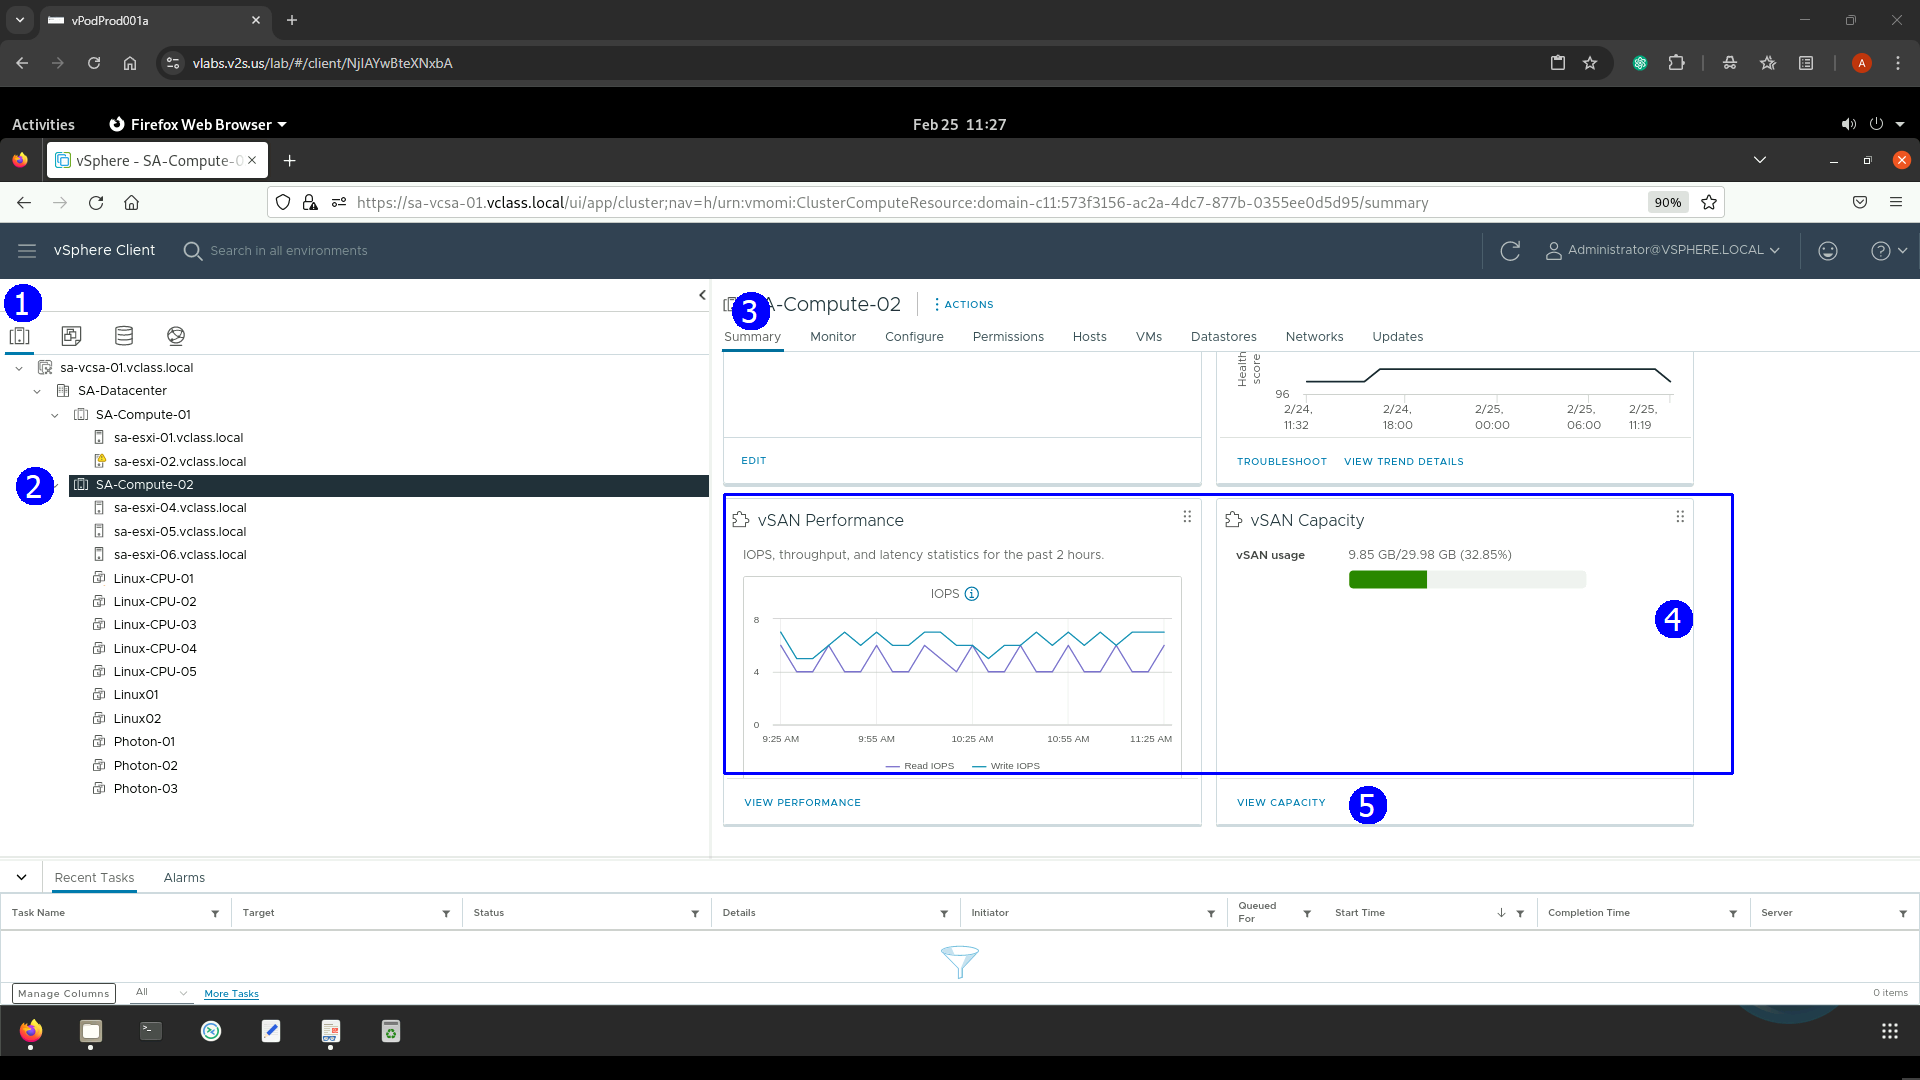 vPodProd001a
vlabs.v2s.us/lab/#/client/NjIAYwBteXNxbA
A
Activities
Firefox Web Browser
Feb 25 11:27
vSphere - SA-Compute-0
https://sa-vcsa-01.vclass.local/ui/app/cluster;nav=h/urn:vmomi:ClusterComputeResource:domain-c11:573f3156-ac2a-4dc7-877b-0355ee0d5d95/summary
90%
vSphere Client
Search in all environments
Administrator@VSPHERE.LOCAL
1
sa-vcsa-01.vclass.local
SA-Datacenter
SA-Compute-01
sa-esxi-01.vclass.local
sa-esxi-02.vclass.local
2
SA-Compute-02
sa-esxi-04.vclass.local
sa-esxi-05.vclass.local
sa-esxi-06.vclass.local
Linux-CPU-01
Linux-CPU-02
Linux-CPU-03
Linux-CPU-04
Linux-CPU-05
Linux01
Linux02
Photon-01
Photon-02
Photon-03
3
A-Compute-02
ACTIONS
Summary Monitor Configure Permissions Hosts VMs Datastores Networks Updates
EDIT
Health score
96
2/24, 11:32
2/24, 18:00
2/25, 00:00
2/25, 06:00
2/25, 11:19
TROUBLESHOOT VIEW TREND DETAILS
vSAN Performance
IOPS, throughput, and latency statistics for the past 2 hours.
IOPS
8
4
0
9:25 AM 9:55 AM 10:25 AM 10:55 AM 11:25 AM
Read IOPS Write IOPS
VIEW PERFORMANCE
vSAN Capacity
vSAN usage 9.85 GB/29.98 GB (32.85%)
4
VIEW CAPACITY
5
Recent Tasks Alarms
Task Name Target Status Details Initiator Queued For Start Time Completion Time Server
Manage Columns All More Tasks
0 items